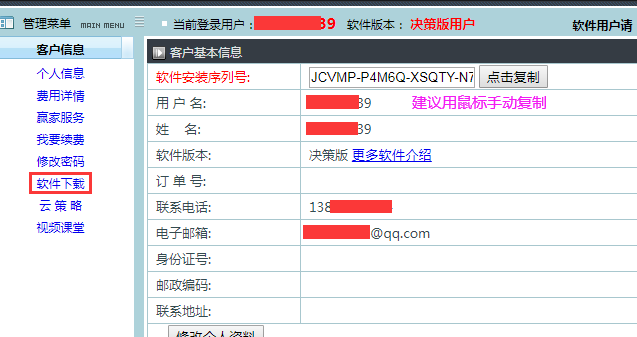 管理菜单 MAIN MENU
当前登录用户： 39 软件版本： 决策版用户 软件用户请
客户信息
个人信息
费用详情
赢家服务
我要续费
修改密码
软件下载
云 策 略
视频课堂
客户基本信息
软件安装序列号: JCVMP-P4M6Q-XSQTY-N7 点击复制
用 户 名: 39 建议用鼠标手动复制
姓 名: 39
软件版本: 决策版 更多软件介绍
订 单 号:
联系电话: 138
电子邮箱: @qq.com
身份证号:
邮政编码:
联系地址:
修改个人资料